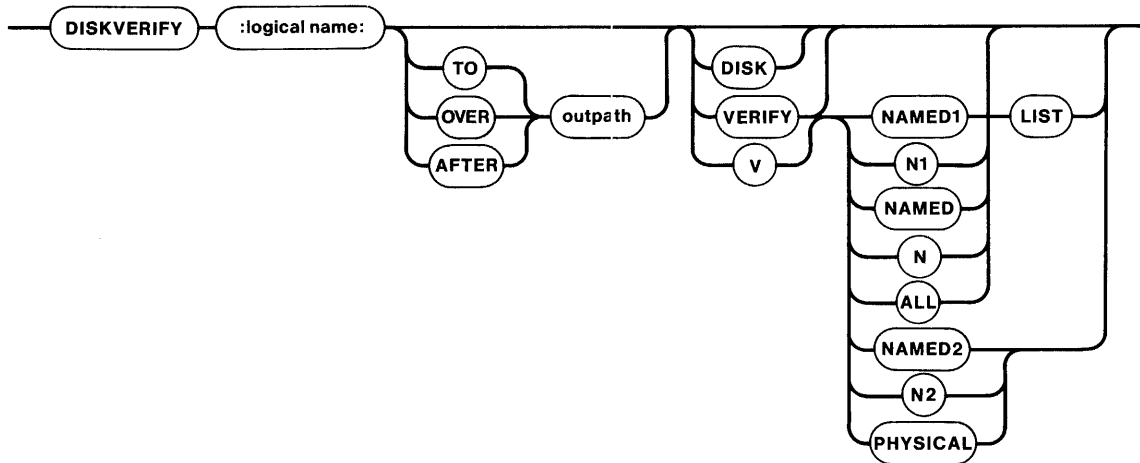 DISKVERIFY
:logical name:
TO
OVER
AFTER
outpath
DISK
VERIFY
V
NAMED1
N1
NAMED
N
ALL
NAMED2
N2
PHYSICAL
LIST